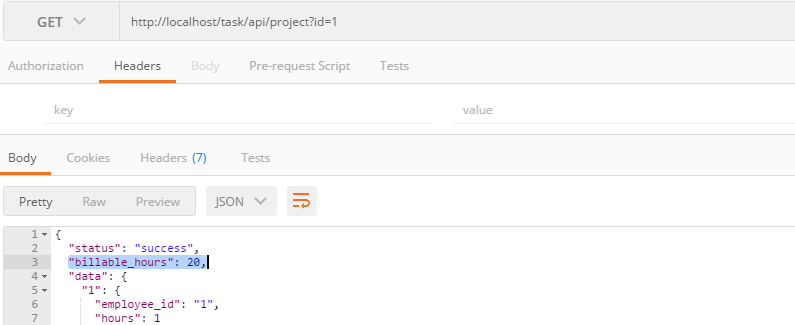 GET http://localhost/task/api/project?id=1
Authorization Headers Body Pre-request Script Tests
key value
Body Cookies Headers (7) Tests
Pretty Raw Preview JSON
1 {
2 "status": "success",
3 "billable_hours": 20,
4 "data": {
5 "1": {
6 "employee_id": "1",
7 "hours": 1